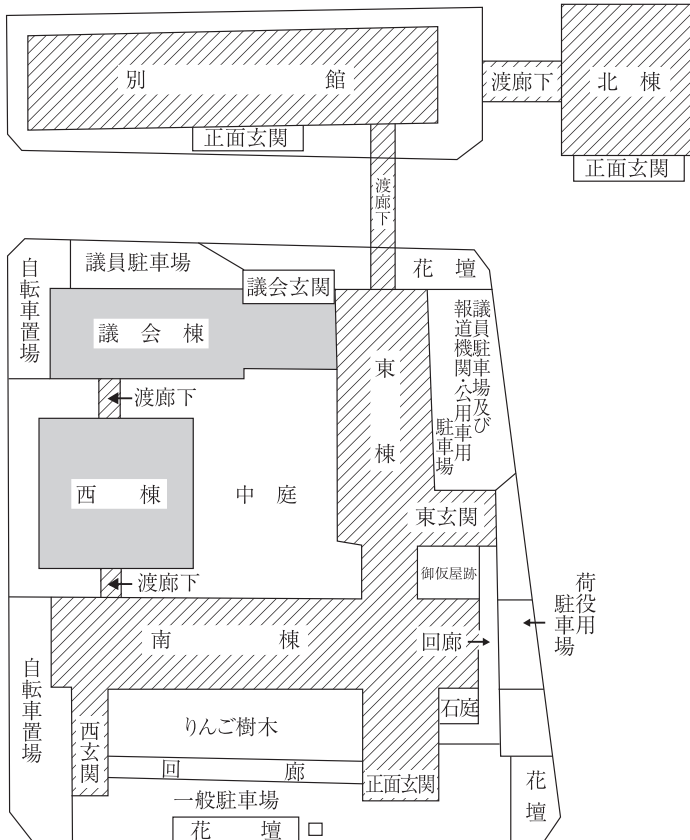 別館
渡廊下
北棟
正面玄関
正面玄関
渡廊下
自転車置場
議員駐車場
議会玄関
花壇
議会棟
東棟
議員駐車場及び
報道機関・公用車用
駐車場
渡廊下
西棟
中庭
東玄関
渡廊下
御仮屋跡
荷役用
駐車場
南棟
回廊
自転車置場
西玄関
りんご樹木
石庭
回廊
正面玄関
一般駐車場
花壇
花壇